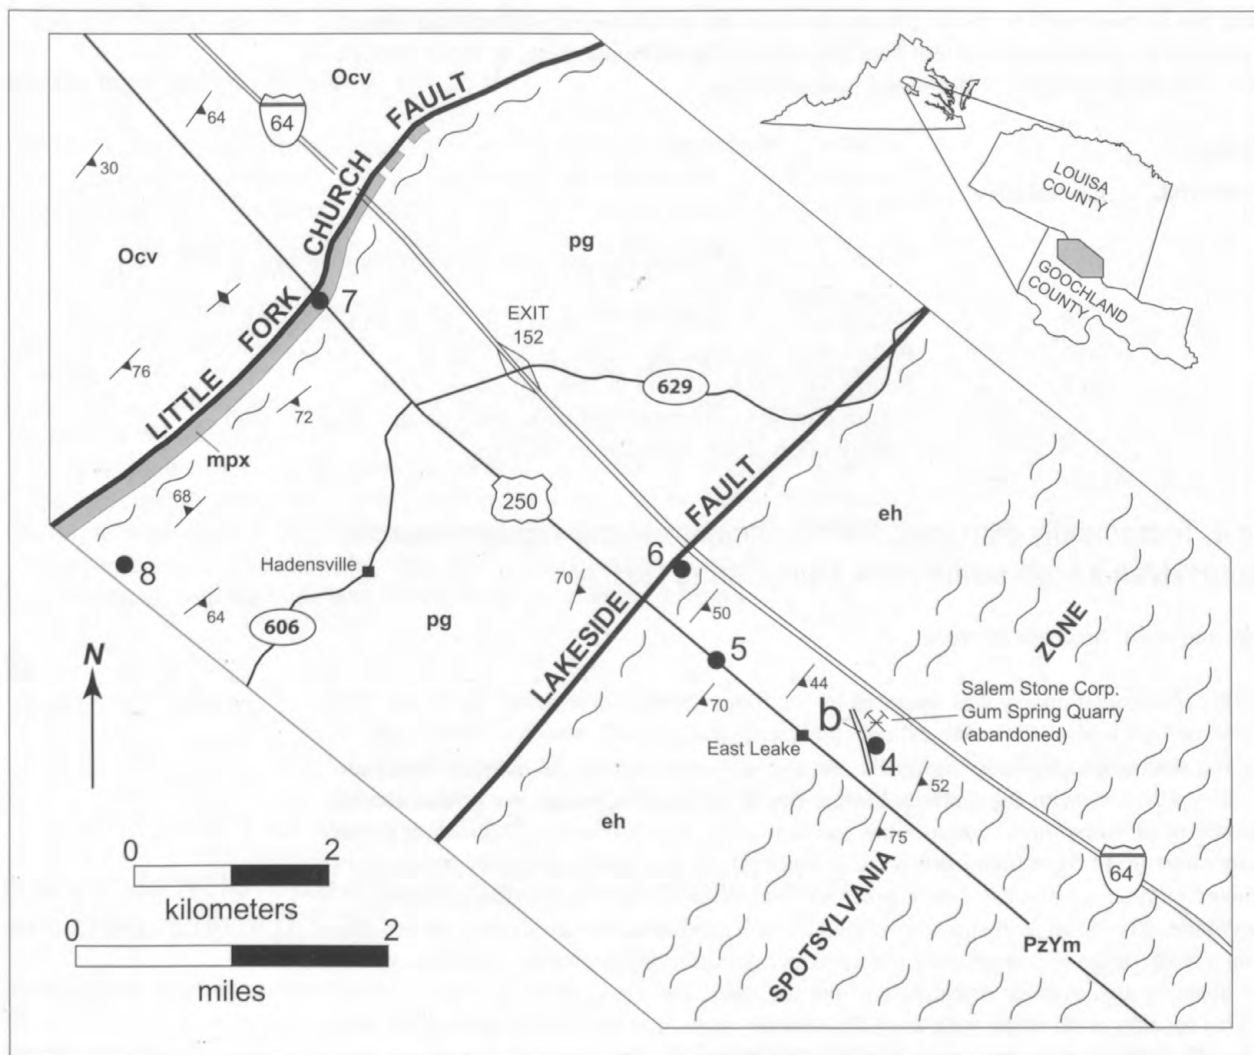 Ocv
64
64
30
LITTLE FORK CHURCH FAULT
Ocv
pg
7
EXIT
152
76
72
629
mpx
68
250
eh
8
Hadensville
6
70
50
64
606
pg
LAKESIDE FAULT
5
44
70
b
Salem Stone Corp.
Gum Spring Quarry
(abandoned)
East Leake
4
52
75
eh
SPOTSYLVANIA ZONE
64
PzYm
N
0 2
kilometers
0 2
miles
LOUISA
COUNTY
GOOCHLAND
COUNTY